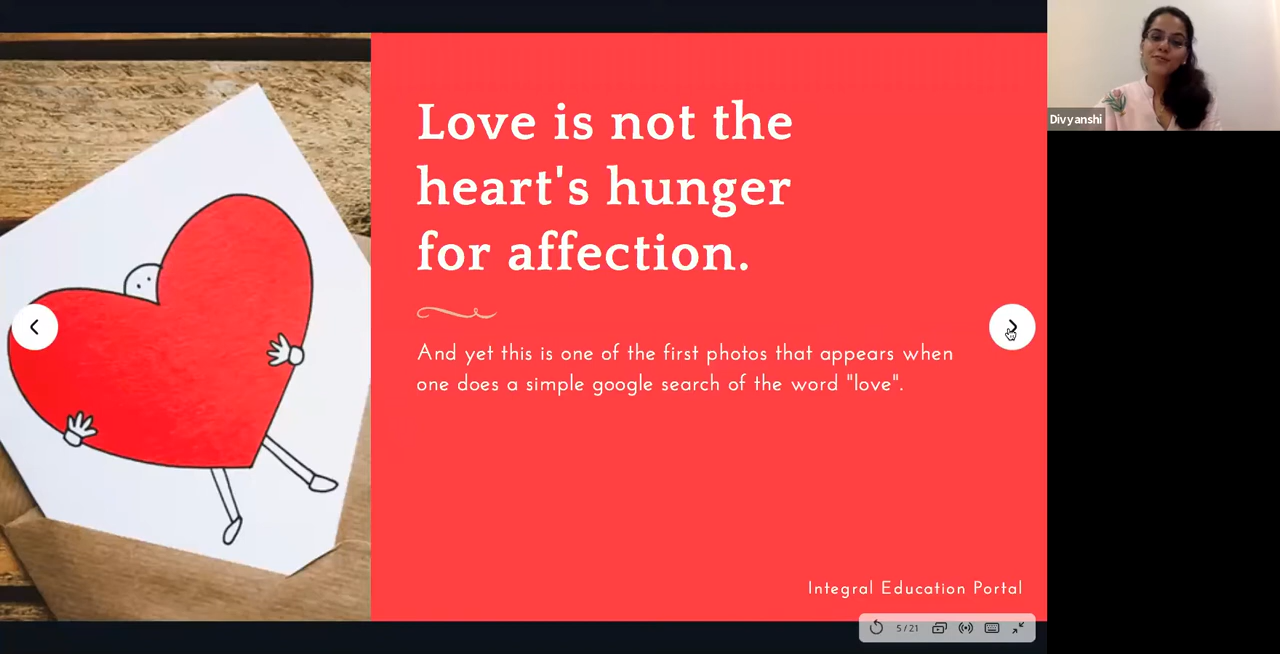 Love is not the
heart's hunger
for affection.
And yet this is one of the first photos that appears when
one does a simple google search of the word "love".
Integral Education Portal
5 / 21
Divyanshi